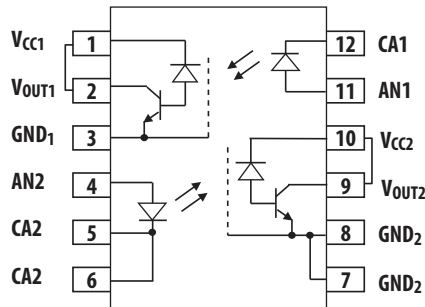 VCC1 1
VOUT1 2
GND1 3
AN2 4
CA2 5
CA2 6
12 CA1
11 AN1
10 VCC2
9 VOUT2
8 GND2
7 GND2